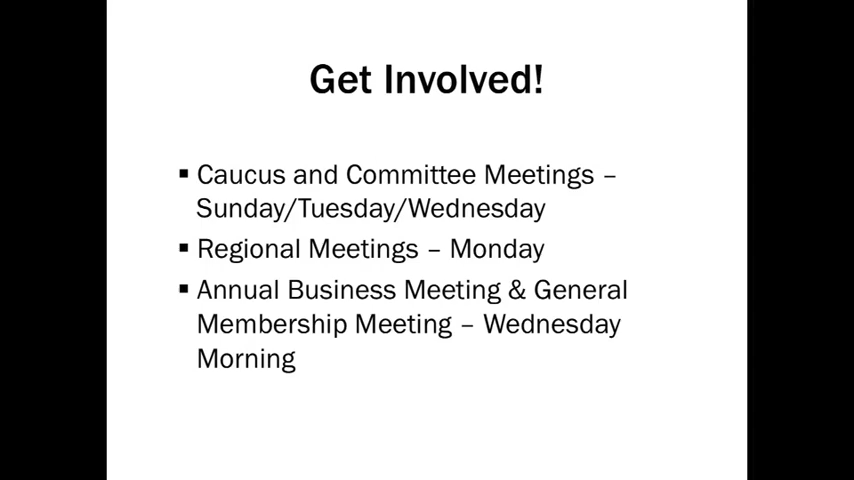 Get Involved!
▪ Caucus and Committee Meetings –
Sunday/Tuesday/Wednesday
▪ Regional Meetings – Monday
▪ Annual Business Meeting & General
Membership Meeting – Wednesday
Morning